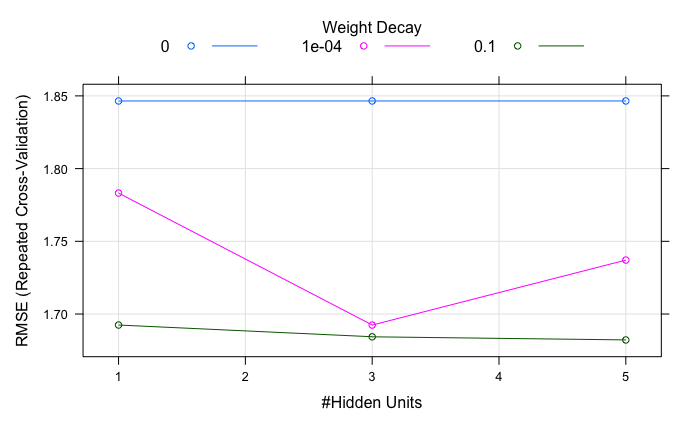 Weight Decay
0 1e-04 0.1
RMSE (Repeated Cross-Validation)
1.85
1.80
1.75
1.70
1 2 3 4 5
#Hidden Units